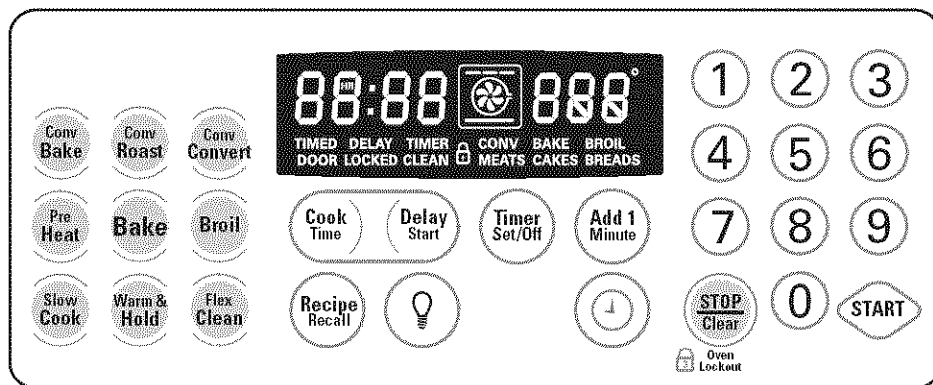 88:88 888°
HR
TIMED DELAY TIMER CONV BAKE BROIL
DOOR LOCKED CLEAN MEATS CAKES BREADS
Conv Bake
Conv Roast
Conv Convert
Pre Heat
Bake
Broil
Slow Cook
Warm & Hold
Flex Clean
Cook Time
Delay Start
Timer Set/Off
Add 1 Minute
Recipe Recall
1 2 3
4 5 6
7 8 9
STOP Clear
0
START
Oven Lockout